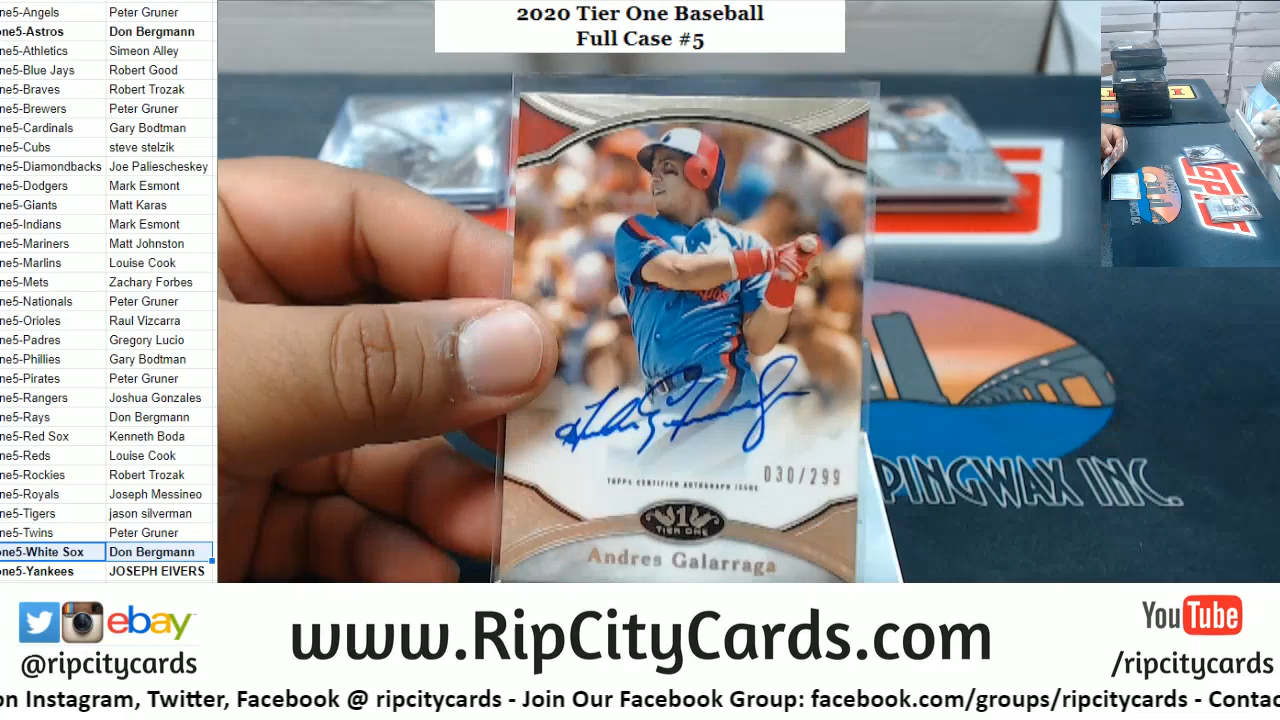 2020 Tier One Baseball
Full Case #5
ne5-Angels Peter Gruner
one5-Astros Don Bergmann
ne5-Athletics Simeon Alley
ne5-Blue Jays Robert Good
ne5-Braves Robert Trozak
ne5-Brewers Peter Gruner
ne5-Cardinals Gary Bodtman
ne5-Cubs steve stelzik
ne5-Diamondbacks Joe Paliescheskey
ne5-Dodgers Mark Esmont
ne5-Giants Matt Karas
ne5-Indians Mark Esmont
ne5-Mariners Matt Johnston
ne5-Marlins Louise Cook
ne5-Mets Zachary Forbes
ne5-Nationals Peter Gruner
ne5-Orioles Raul Vizcarra
ne5-Padres Gregory Lucio
ne5-Phillies Gary Bodtman
ne5-Pirates Peter Gruner
ne5-Rangers Joshua Gonzales
ne5-Rays Don Bergmann
ne5-Red Sox Kenneth Boda
ne5-Reds Louise Cook
ne5-Rockies Robert Trozak
ne5-Royals Joseph Messineo
ne5-Tigers jason silverman
ne5-Twins Peter Gruner
one5-White Sox Don Bergmann
one5-Yankees JOSEPH EIVERS
030/299
TOPPS CERTIFIED AUTOGRAPH ISSUE
1
TIER ONE
Andres Galarraga
PINGWAX INC.
ebay
@ripcitycards
www.RipCityCards.com
YouTube
/ripcitycards
on Instagram, Twitter, Facebook @ ripcitycards - Join Our Facebook Group: facebook.com/groups/ripcitycards - Contac